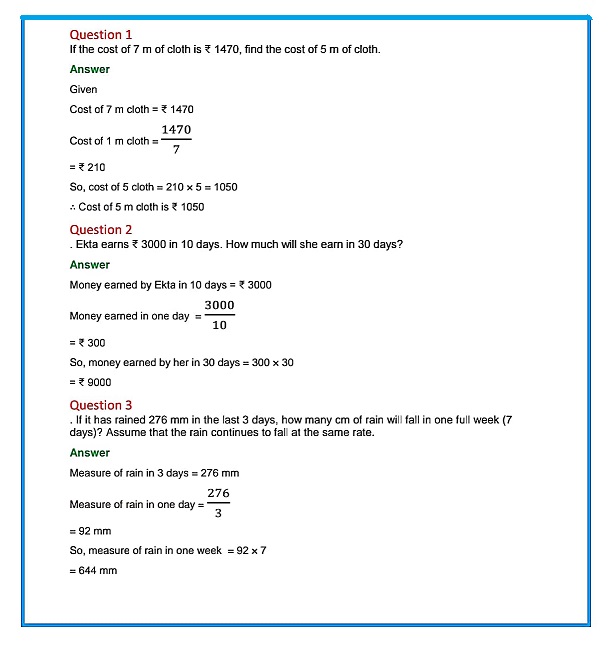 Question 1
If the cost of 7 m of cloth is ₹ 1470, find the cost of 5 m of cloth.
Answer
Given
Cost of 7 m cloth = ₹ 1470
Cost of 1 m cloth = 1470/7
= ₹ 210
So, cost of 5 cloth = 210 × 5 = 1050
∴ Cost of 5 m cloth is ₹ 1050
Question 2
. Ekta earns ₹ 3000 in 10 days. How much will she earn in 30 days?
Answer
Money earned by Ekta in 10 days = ₹ 3000
Money earned in one day = 3000/10
= ₹ 300
So, money earned by her in 30 days = 300 × 30
= ₹ 9000
Question 3
. If it has rained 276 mm in the last 3 days, how many cm of rain will fall in one full week (7
days)? Assume that the rain continues to fall at the same rate.
Answer
Measure of rain in 3 days = 276 mm
Measure of rain in one day = 276/3
= 92 mm
So, measure of rain in one week = 92 × 7
= 644 mm